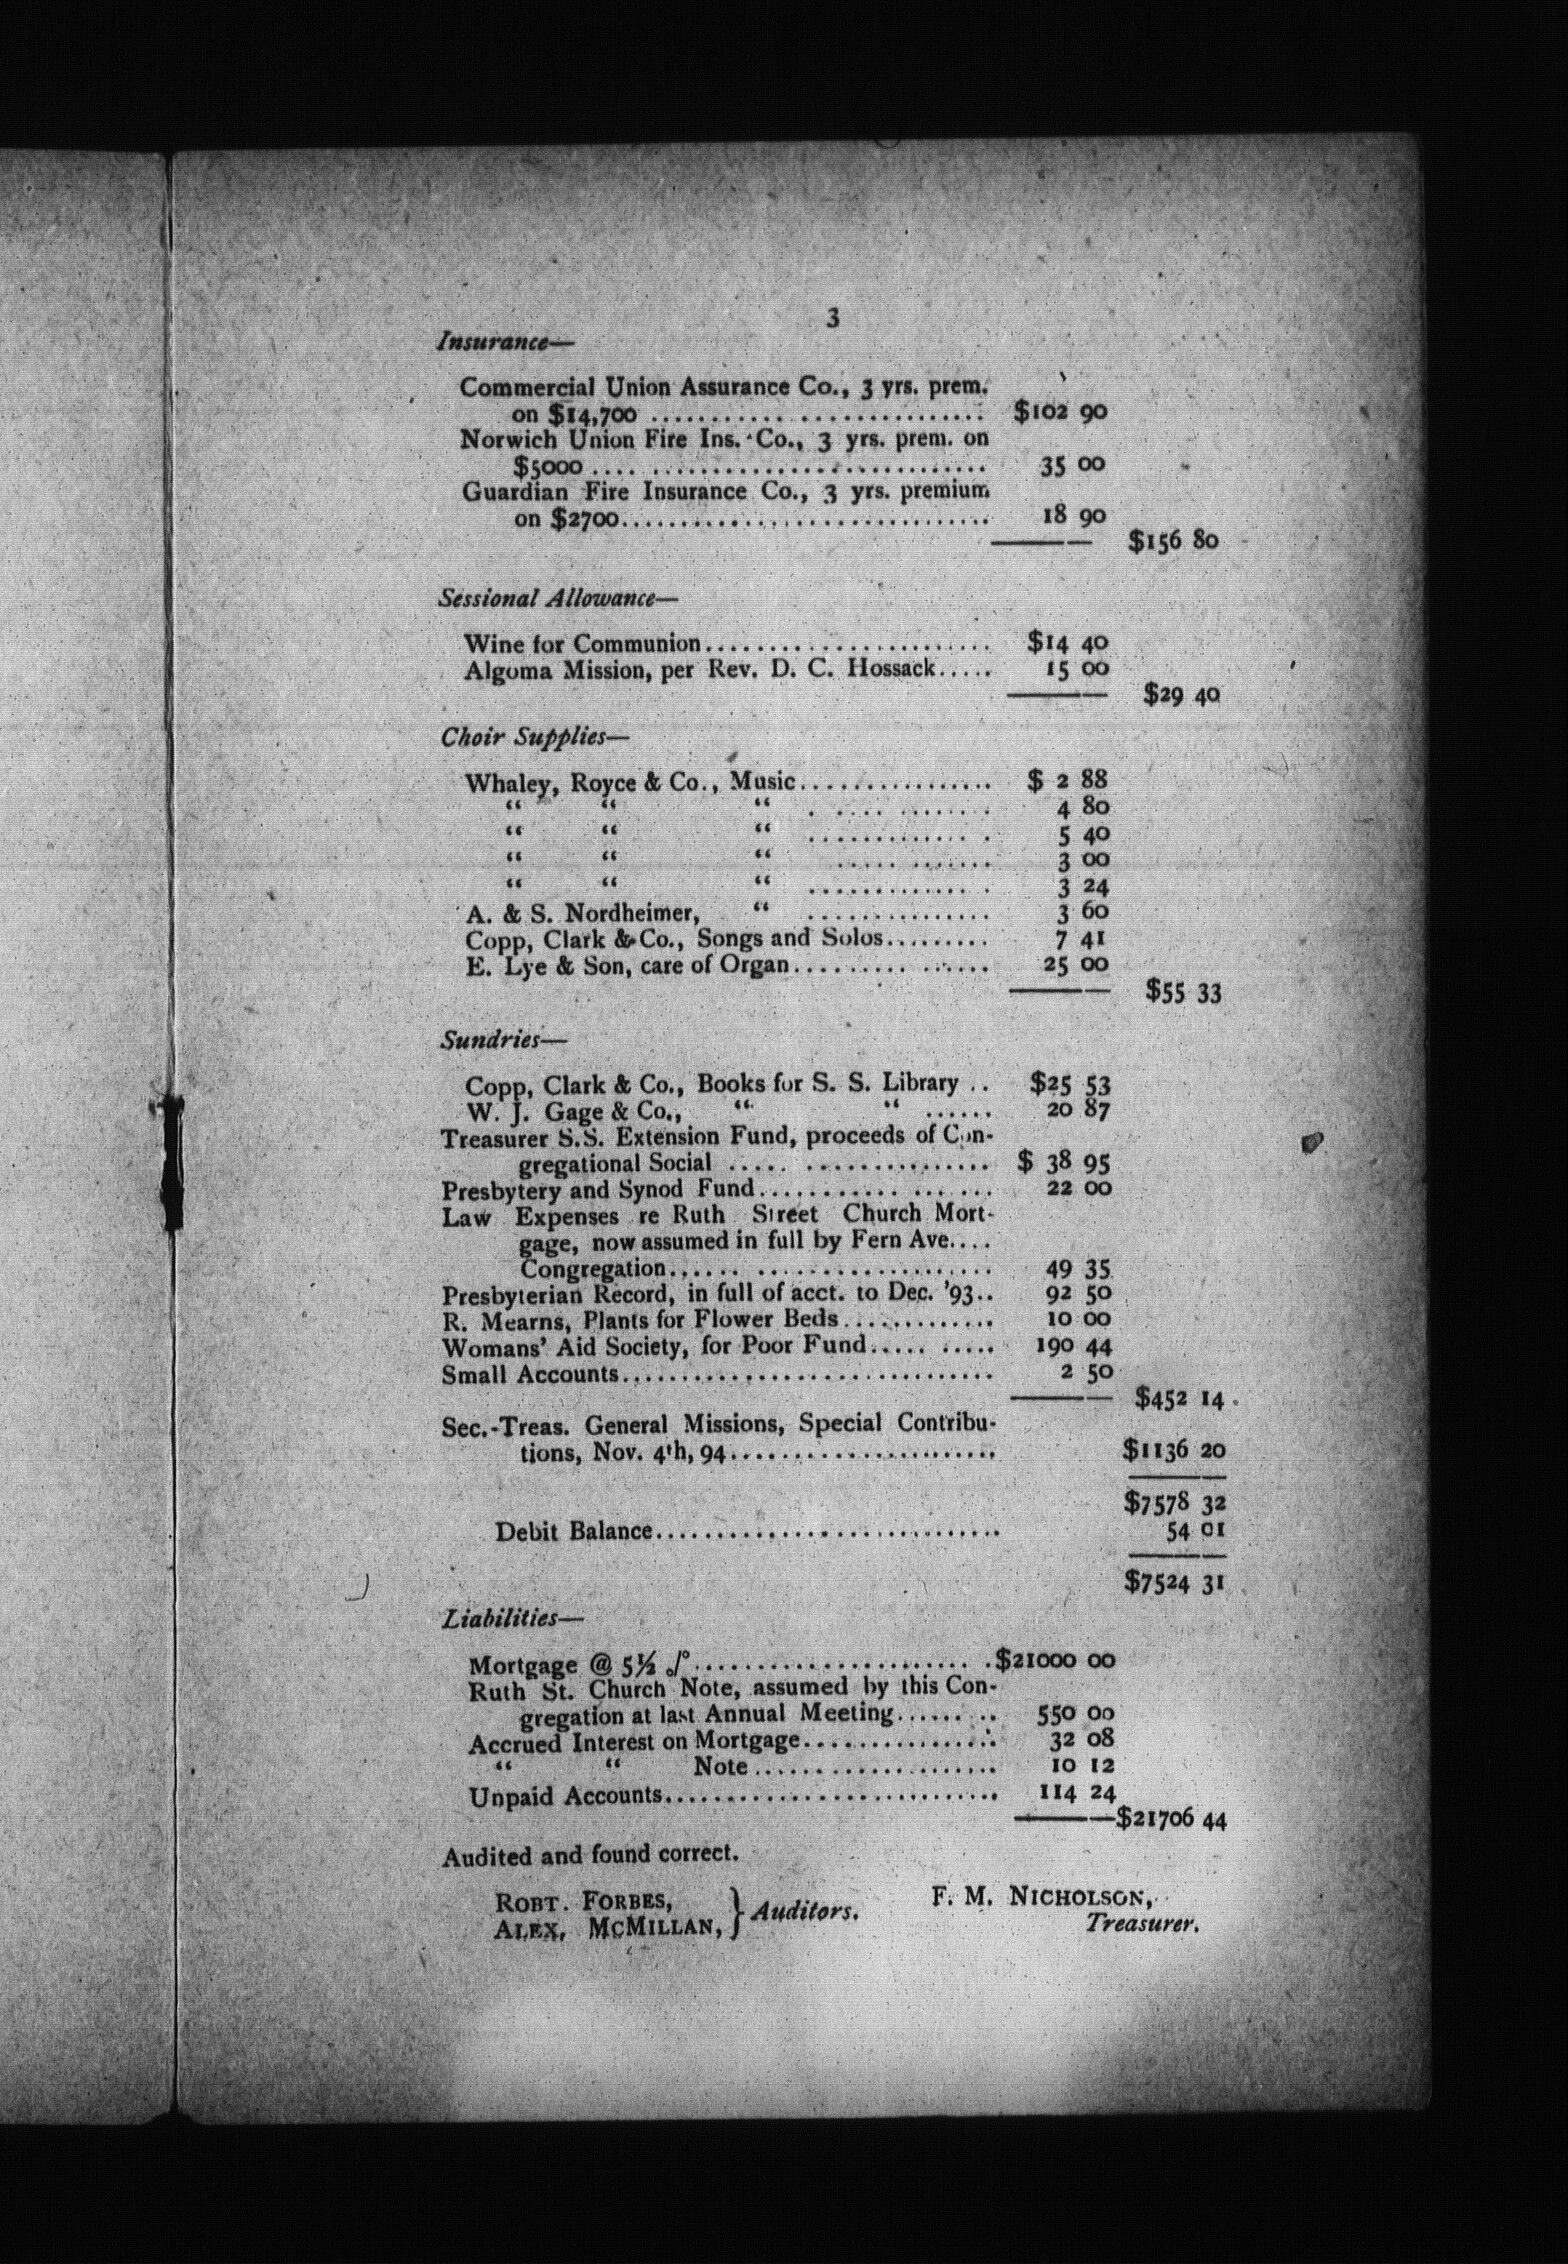 3
Insurance—
Commercial Union Assurance Co., 3 yrs. prem.
on $14,700 .......................... $102 90
Norwich Union Fire Ins. Co., 3 yrs. prem. on
$5000 .......................... 35 00
Guardian Fire Insurance Co., 3 yrs. premium
on $2700.......................... 18 90
$156 80
Sessional Allowance—
Wine for Communion...................... $14 40
Algoma Mission, per Rev. D. C. Hossack..... 15 00
$29 40
Choir Supplies—
Whaley, Royce & Co., Music................ $ 2 88
“ “ “ .............. 4 80
“ “ “ .............. 5 40
“ “ “ .............. 3 00
“ “ “ .............. 3 24
A. & S. Nordheimer, “ .............. 3 60
Copp, Clark & Co., Songs and Solos......... 7 41
E. Lye & Son, care of Organ............... 25 00
$55 33
Sundries—
Copp, Clark & Co., Books for S. S. Library .. $25 53
W. J. Gage & Co., “ “ ...... 20 87
Treasurer S.S. Extension Fund, proceeds of Con-
gregational Social .................... $ 38 95
Presbytery and Synod Fund................. 22 00
Law Expenses re Ruth Street Church Mort-
gage, now assumed in full by Fern Ave....
Congregation......................... 49 35
Presbyterian Record, in full of acct. to Dec. '93.. 92 50
R. Mearns, Plants for Flower Beds............. 10 00
Womans' Aid Society, for Poor Fund.......... 190 44
Small Accounts............................. 2 50
$452 14
Sec.-Treas. General Missions, Special Contribu-
tions, Nov. 4th, 94...................... $1136 20
$7578 32
Debit Balance........................... 54 01
$7524 31
Liabilities—
Mortgage @ 5½ o/o ....................... $21000 00
Ruth St. Church Note, assumed by this Con-
gregation at last Annual Meeting........ 550 00
Accrued Interest on Mortgage................ 32 08
“ “ Note.................... 10 12
Unpaid Accounts.......................... 114 24
$21706 44
Audited and found correct.
ROBT. FORBES,
ALEX. MCMILLAN, } Auditors.
F. M. NICHOLSON,
Treasurer.